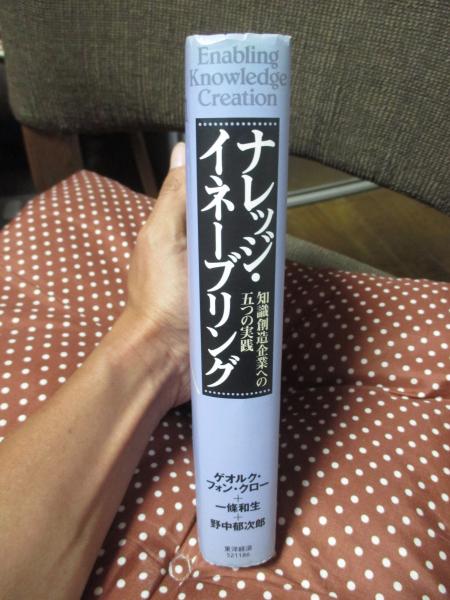 Enabling
Knowledge
Creation
ナレッジ・
イネーブリング
知識創造企業への
五つの実践
ゲオルク・
フォン・クロー
+
一條和生
+
野中郁次郎
東洋経済
521186